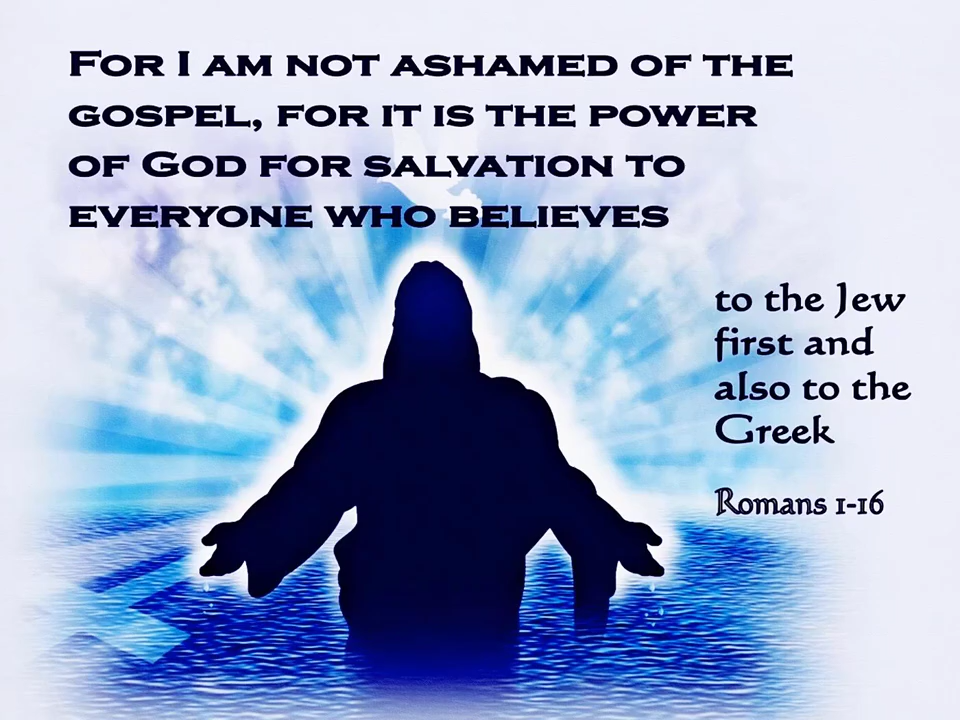 For I am not ashamed of the
gospel, for it is the power
of God for salvation to
everyone who believes
to the Jew
first and
also to the
Greek
Romans 1-16